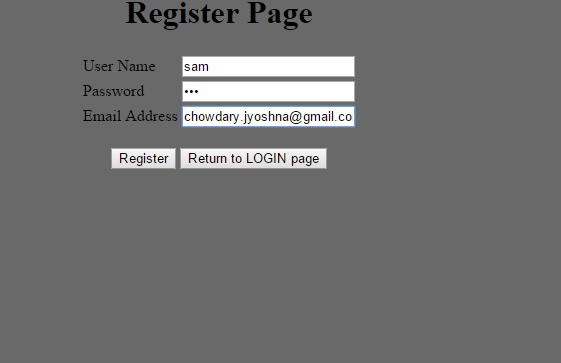 Register Page
User Name sam
Password •••
Email Address chowdary.jyoshna@gmail.co
Register Return to LOGIN page